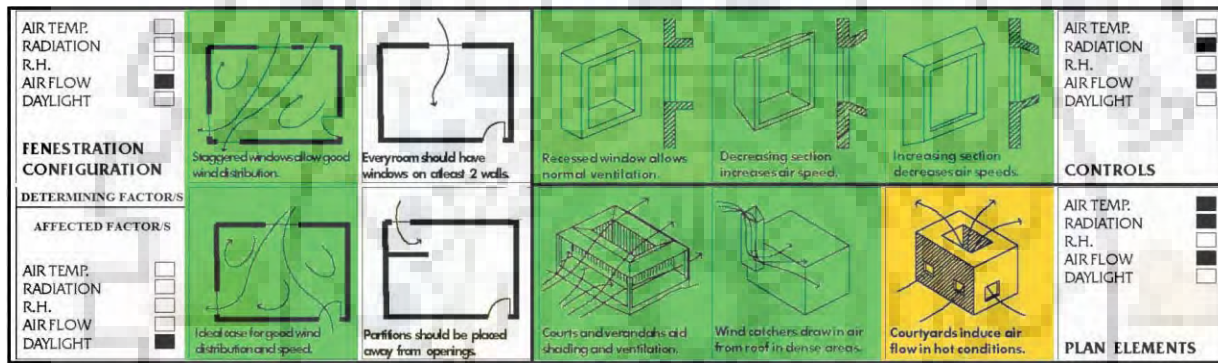 AIR TEMP.
RADIATION
R.H.
AIR FLOW
DAYLIGHT
FENESTRATION
CONFIGURATION
Staggered windows allow good
wind distribution.
Every room should have
windows on atleast 2 walls.
Recessed window allows
normal ventilation.
Decreasing section
increases air speed.
Increasing section
decreases air speeds.
AIR TEMP.
RADIATION
R.H.
AIR FLOW
DAYLIGHT
CONTROLS
DETERMINING FACTOR/S
AFFECTED FACTOR/S
AIR TEMP.
RADIATION
R.H.
AIR FLOW
DAYLIGHT
Ideal case for good wind
distribution and speed.
Partitions should be placed
away from openings.
Courts and verandahs aid
shading and ventilation.
Wind catchers draw in air
from roof in dense areas.
Courtyards induce air
flow in hot conditions.
AIR TEMP.
RADIATION
R.H.
AIR FLOW
DAYLIGHT
PLAN ELEMENTS